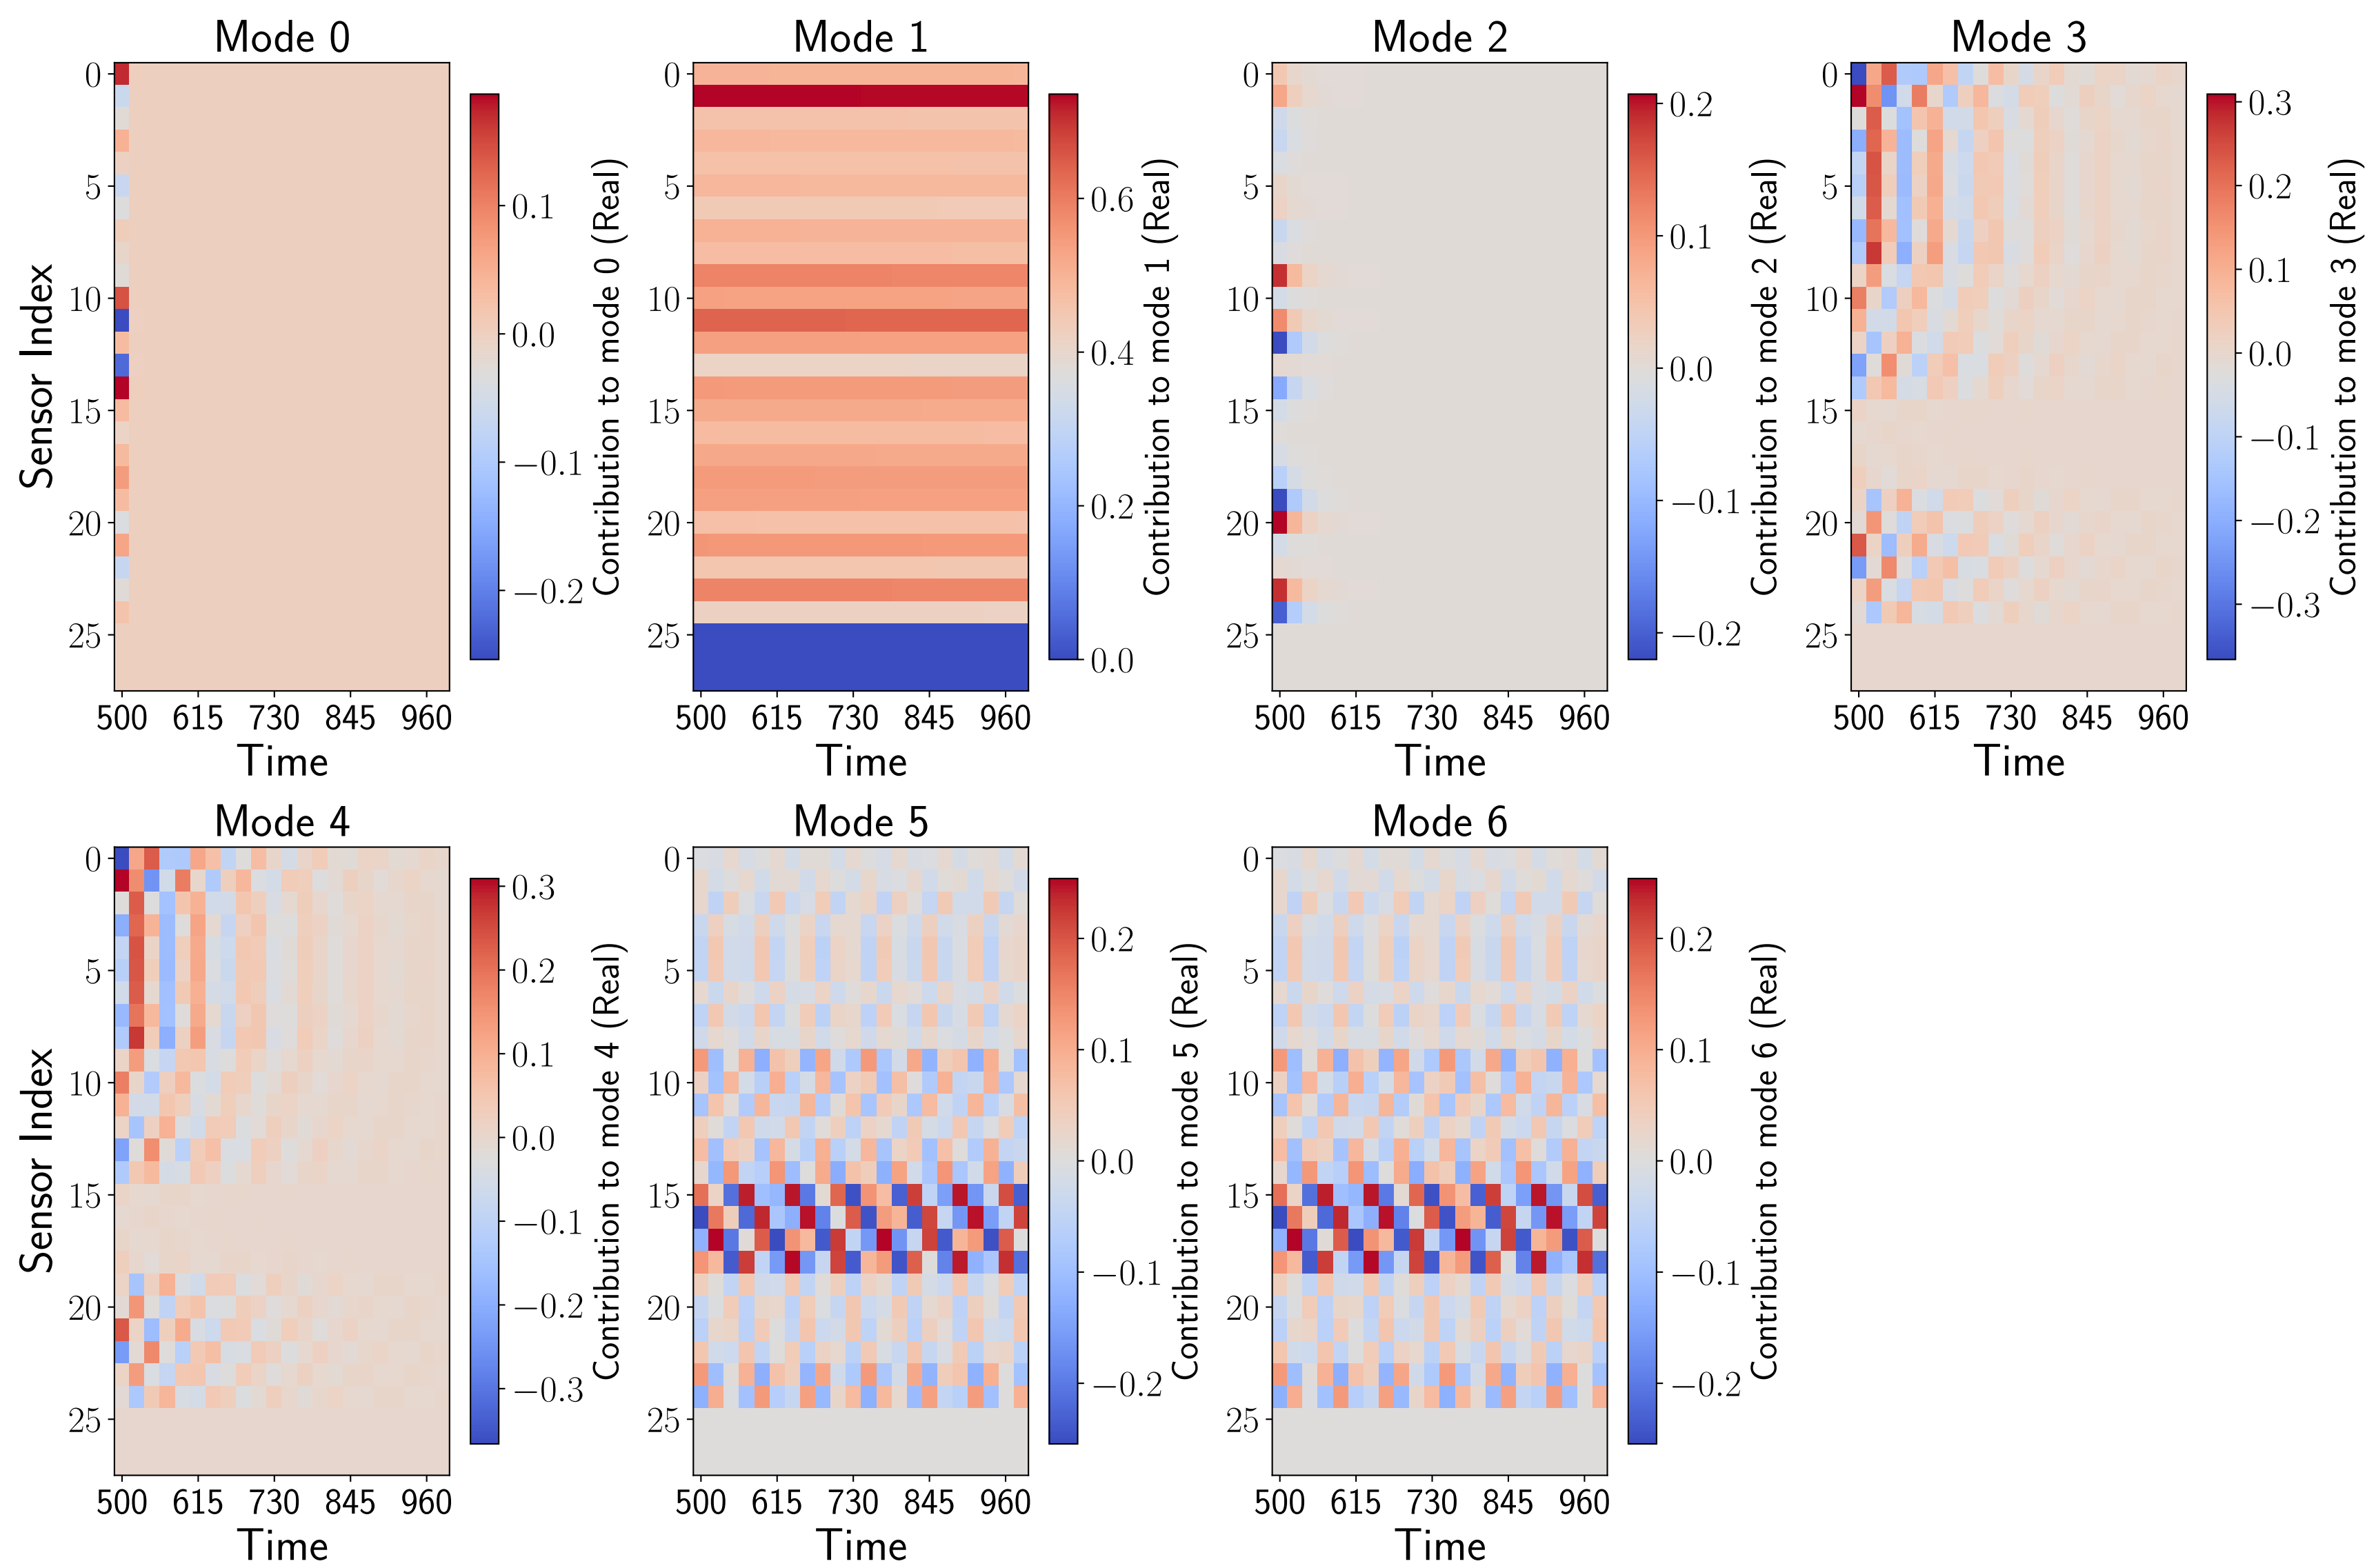 Mode 0
Mode 1
Mode 2
Mode 3
0
5
10
15
20
25
Sensor Index
500 615 730 845 960
Time
0.1
0.0
−0.1
−0.2
Contribution to mode 0 (Real)
0
5
10
15
20
25
500 615 730 845 960
Time
0.6
0.4
0.2
0.0
Contribution to mode 1 (Real)
0
5
10
15
20
25
500 615 730 845 960
Time
0.2
0.1
0.0
−0.1
−0.2
Contribution to mode 2 (Real)
0
5
10
15
20
25
500 615 730 845 960
Time
0.3
0.2
0.1
0.0
−0.1
−0.2
−0.3
Contribution to mode 3 (Real)
Mode 4
Mode 5
Mode 6
0
5
10
15
20
25
Sensor Index
500 615 730 845 960
Time
0.3
0.2
0.1
0.0
−0.1
−0.2
−0.3
Contribution to mode 4 (Real)
0
5
10
15
20
25
500 615 730 845 960
Time
0.2
0.1
0.0
−0.1
−0.2
Contribution to mode 5 (Real)
0
5
10
15
20
25
500 615 730 845 960
Time
0.2
0.1
0.0
−0.1
−0.2
Contribution to mode 6 (Real)